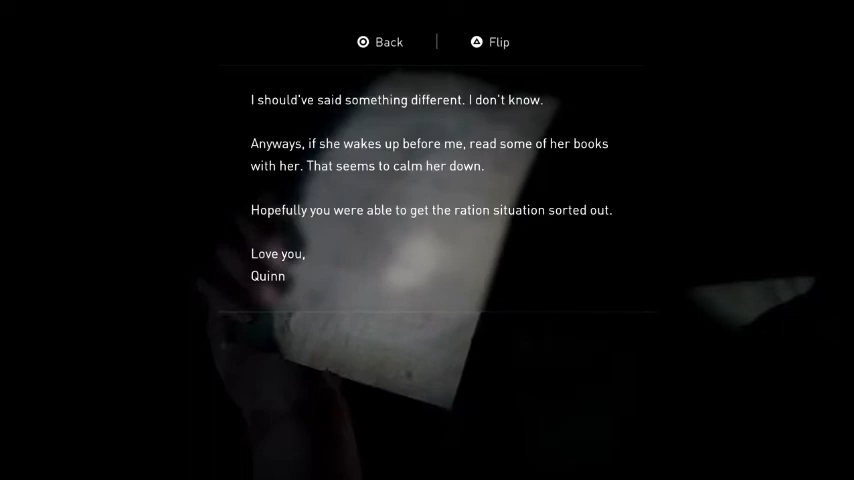 Back | Flip
I should've said something different. I don't know.
Anyways, if she wakes up before me, read some of her books
with her. That seems to calm her down.
Hopefully you were able to get the ration situation sorted out.
Love you,
Quinn